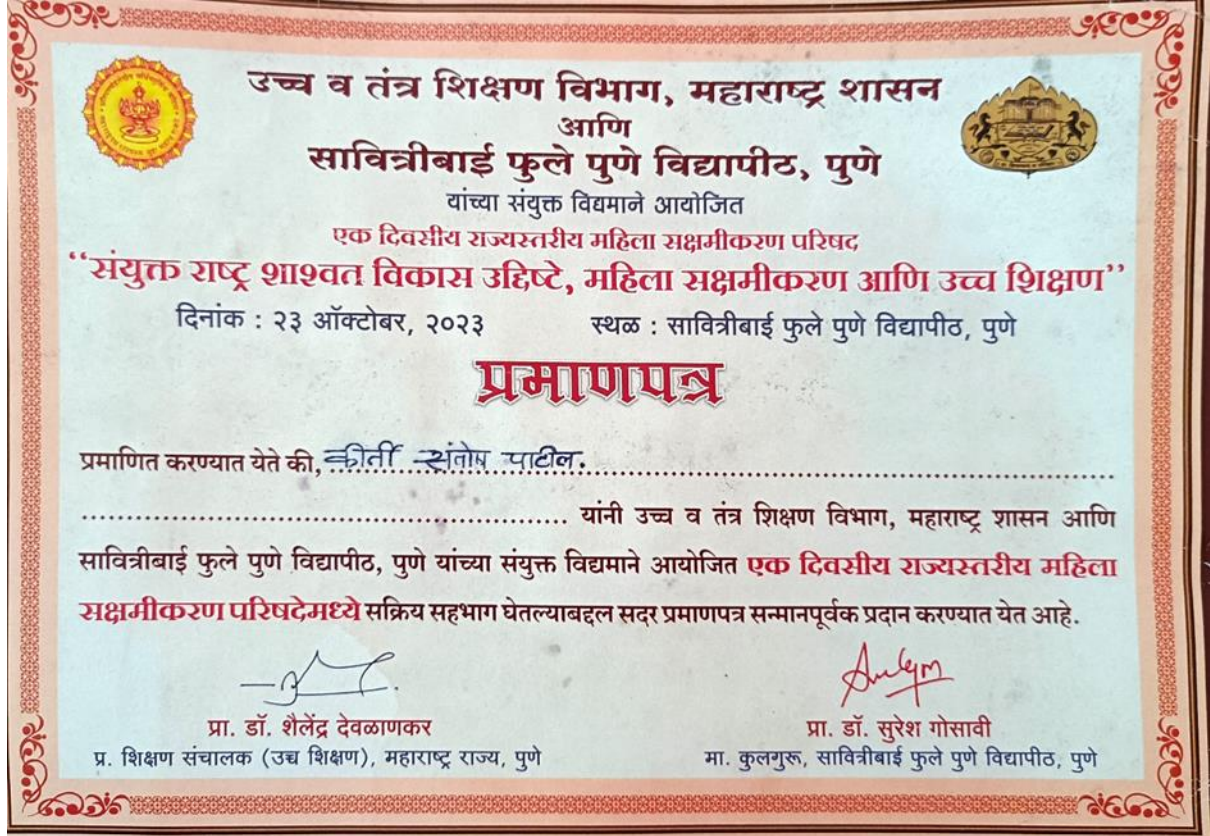 उच्च व तंत्र शिक्षण विभाग, महाराष्ट्र शासन
आणि
सावित्रीबाई फुले पुणे विद्यापीठ, पुणे
यांच्या संयुक्त विद्यमाने आयोजित
एक दिवसीय राज्यस्तरीय महिला सक्षमीकरण परिषद
“संयुक्त राष्ट्र शाश्वत विकास उद्दिष्टे, महिला सक्षमीकरण आणि उच्च शिक्षण”
दिनांक : २३ ऑक्टोबर, २०२३ स्थळ : सावित्रीबाई फुले पुणे विद्यापीठ, पुणे
प्रमाणपत्र
प्रमाणित करण्यात येते की, कीर्ती संतोष पाटील.
यांनी उच्च व तंत्र शिक्षण विभाग, महाराष्ट्र शासन आणि
सावित्रीबाई फुले पुणे विद्यापीठ, पुणे यांच्या संयुक्त विद्यमाने आयोजित एक दिवसीय राज्यस्तरीय महिला
सक्षमीकरण परिषदेमध्ये सक्रिय सहभाग घेतल्याबद्दल सदर प्रमाणपत्र सन्मानपूर्वक प्रदान करण्यात येत आहे.
प्रा. डॉ. शैलेंद्र देवळाणकर
प्र. शिक्षण संचालक (उच्च शिक्षण), महाराष्ट्र राज्य, पुणे
प्रा. डॉ. सुरेश गोसावी
मा. कुलगुरू, सावित्रीबाई फुले पुणे विद्यापीठ, पुणे